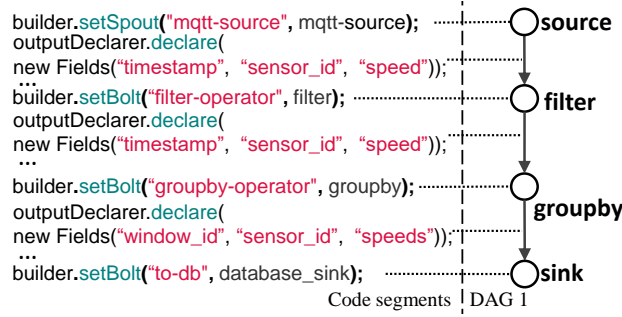 builder.setSpout("mqtt-source", mqtt-source);
source
outputDeclarer.declare(
new Fields(“timestamp”, “sensor_id”, “speed”));
...
builder.setBolt("filter-operator", filter);
filter
outputDeclarer.declare(
new Fields(“timestamp”, “sensor_id”, “speed”));
...
builder.setBolt("groupby-operator", groupby);
groupby
outputDeclarer.declare(
new Fields(“window_id”, “sensor_id”, “speeds”));
...
builder.setBolt("to-db", database_sink);
sink
Code segments
DAG 1